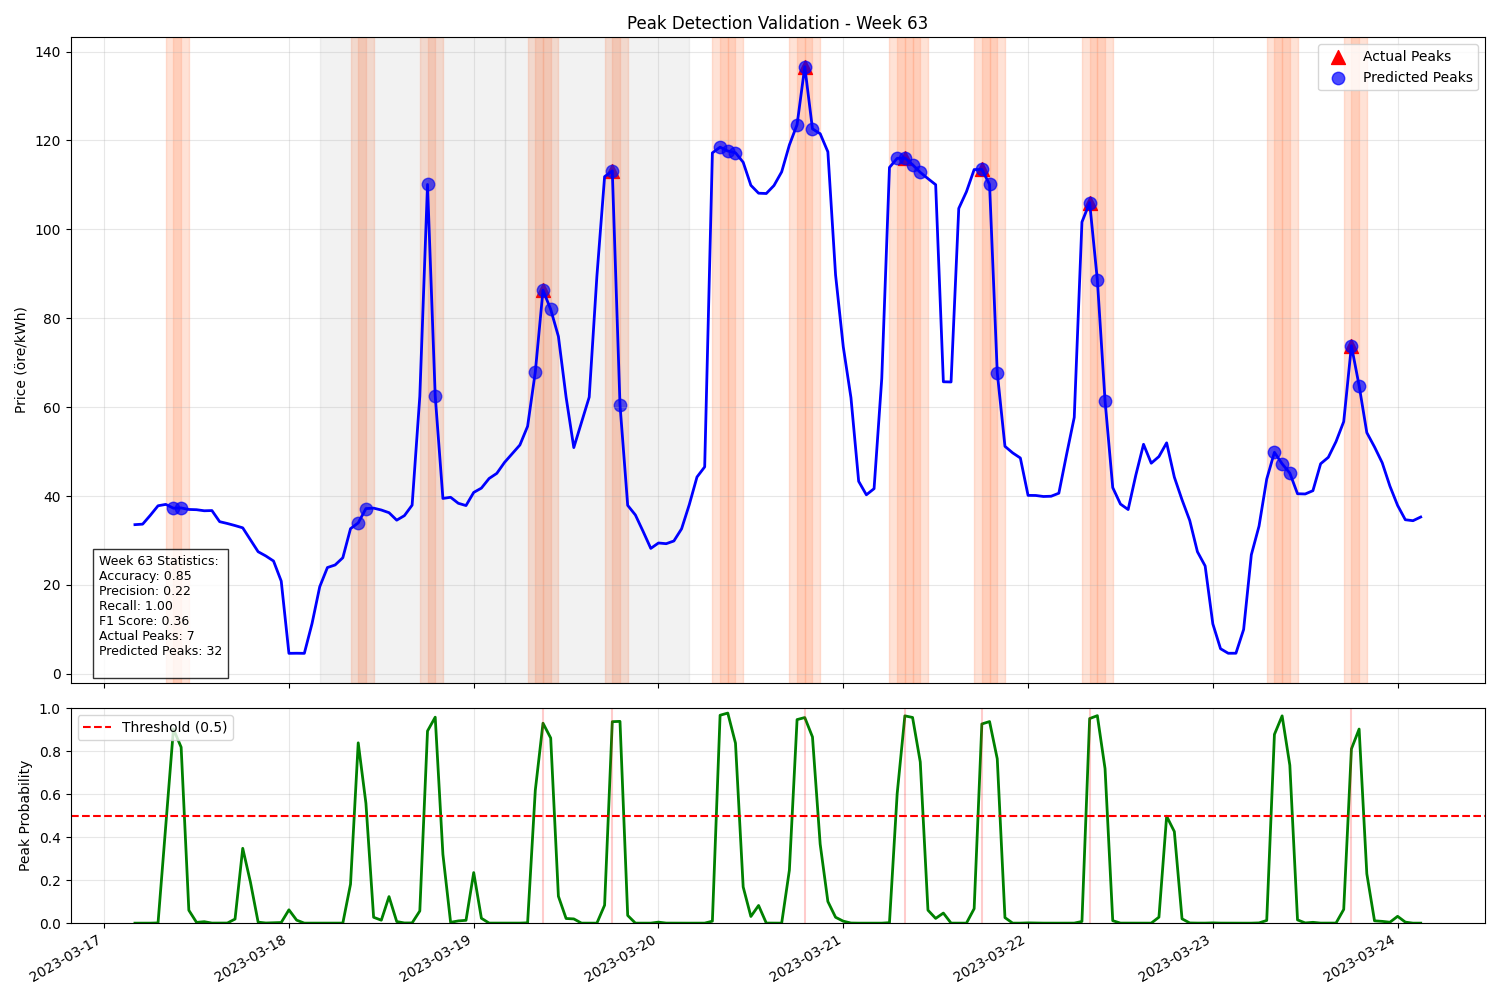 Peak Detection Validation - Week 63
140
120
100
80
60
40
20
0
Price (öre/kWh)
Actual Peaks
Predicted Peaks
Week 63 Statistics:
Accuracy: 0.85
Precision: 0.22
Recall: 1.00
F1 Score: 0.36
Actual Peaks: 7
Predicted Peaks: 32
1.0
0.8
0.6
0.4
0.2
0.0
Peak Probability
Threshold (0.5)
2023-03-17
2023-03-18
2023-03-19
2023-03-20
2023-03-21
2023-03-22
2023-03-23
2023-03-24